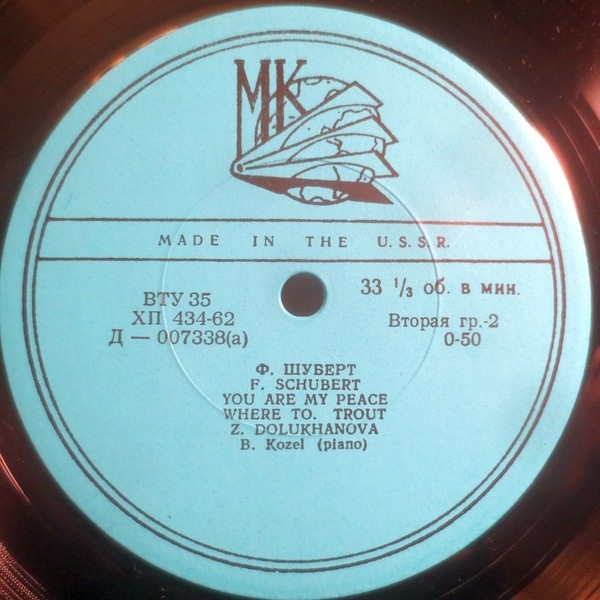 МК
MADE IN THE U.S.S.R.
ВТУ 35
ХП 434-62
Д — 007338(а)
33 1/3 об. в мин.
Вторая гр.-2
0-50
Ф. ШУБЕРТ
F. SCHUBERT
YOU ARE MY PEACE
WHERE TO. TROUT
Z. DOLUKHANOVA
B. Kozel (piano)